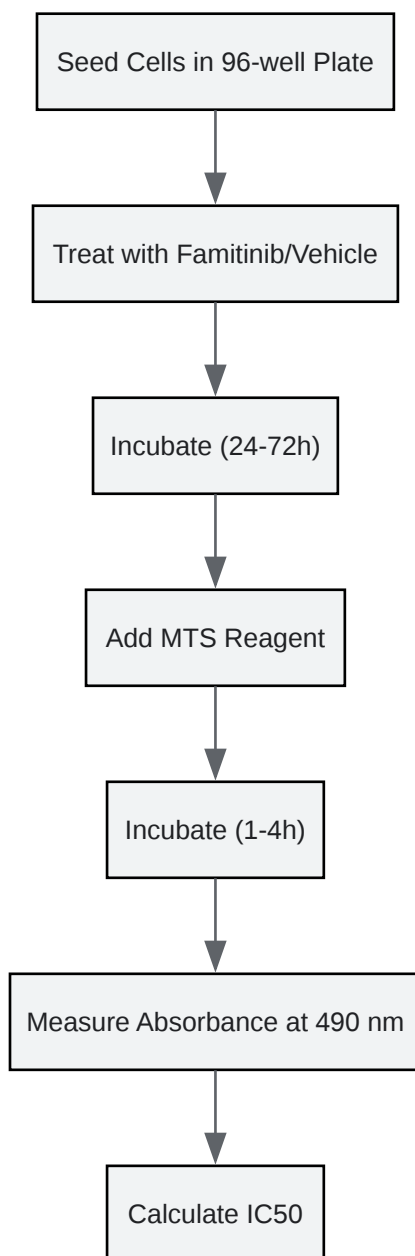 Seed Cells in 96-well Plate
Treat with Famitinib/Vehicle
Incubate (24-72h)
Add MTS Reagent
Incubate (1-4h)
Measure Absorbance at 490 nm
Calculate IC50